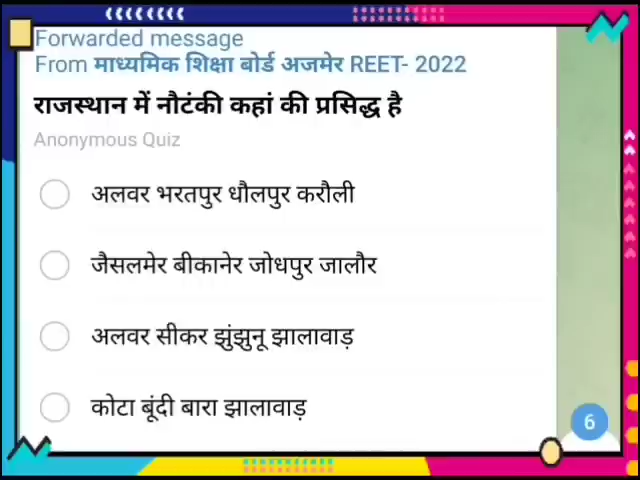 Forwarded message
From माध्यमिक शिक्षा बोर्ड अजमेर REET- 2022
राजस्थान में नौटंकी कहां की प्रसिद्ध है
Anonymous Quiz
अलवर भरतपुर धौलपुर करौली
जैसलमेर बीकानेर जोधपुर जालौर
अलवर सीकर झुंझुनू झालावाड़
कोटा बूंदी बारा झालावाड़
6